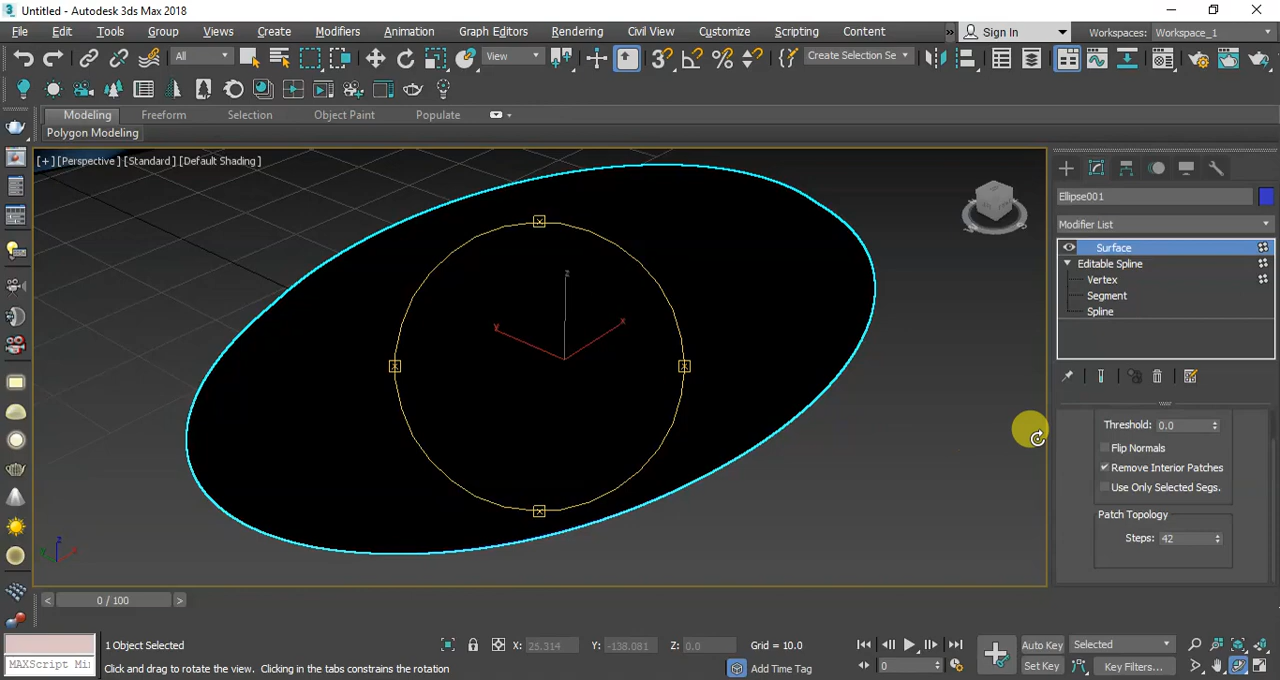 Untitled - Autodesk 3ds Max 2018
File Edit Tools Group Views Create Modifiers Animation Graph Editors Rendering Civil View Customize Scripting Content » Sign In Workspaces: Workspace_1
All View Create Selection Se
Modeling Freeform Selection Object Paint Populate
Polygon Modeling
[+] [Perspective] [Standard] [Default Shading]
Ellipse001
Modifier List
Surface
Editable Spline
Vertex
Segment
Spline
z
y x
Threshold: 0.0
Flip Normals
Remove Interior Patches
Use Only Selected Segs.
Patch Topology
Steps: 42
z
< 0 / 100 >
1 Object Selected X: 25.314 Y: -138.081 Z: 0.0 Grid = 10.0 Auto Key Selected
MAXScript Mi Click and drag to rotate the view. Clicking in the tabs constrains the rotation Add Time Tag 0 Set Key Key Filters...